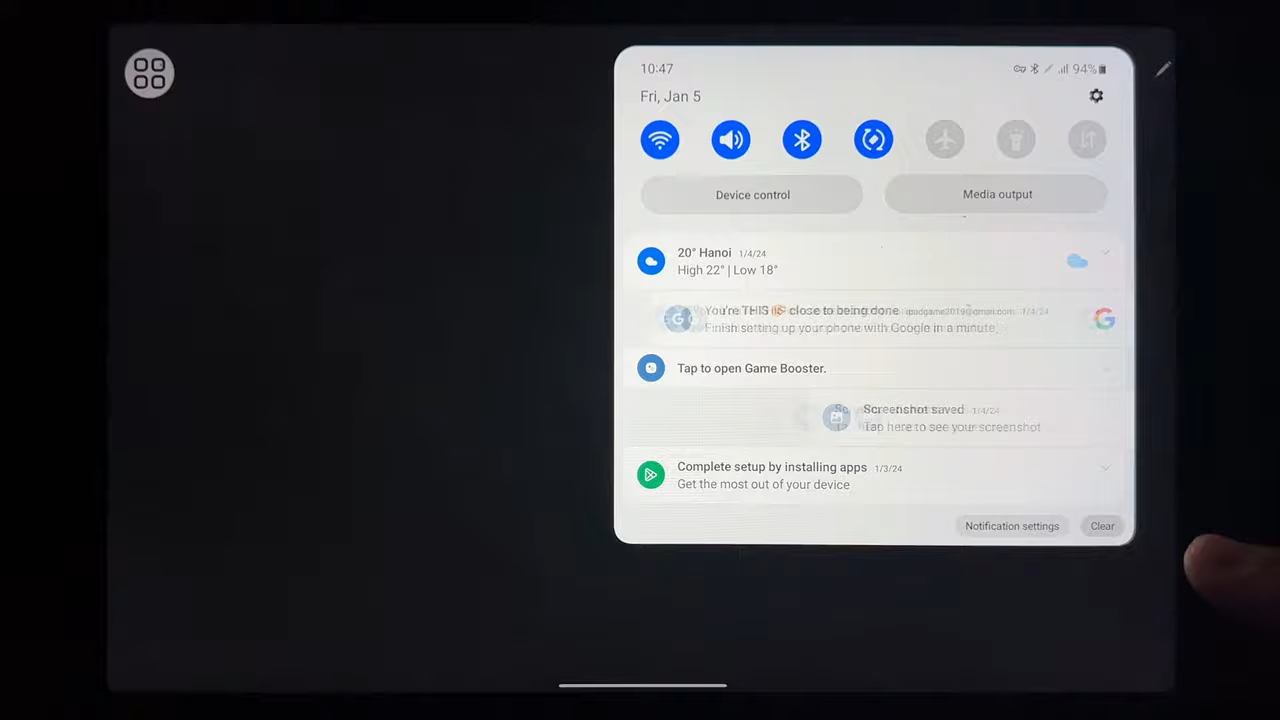 10:47
94%
Fri, Jan 5
Device control
Media output
20° Hanoi 1/4/24
High 22° | Low 18°
You're THIS close to being done 1/4/24
Finish setting up your phone with Google in a minute.
Tap to open Game Booster.
Screenshot saved 1/4/24
Tap here to see your screenshot
Complete setup by installing apps 1/3/24
Get the most out of your device
Notification settings
Clear